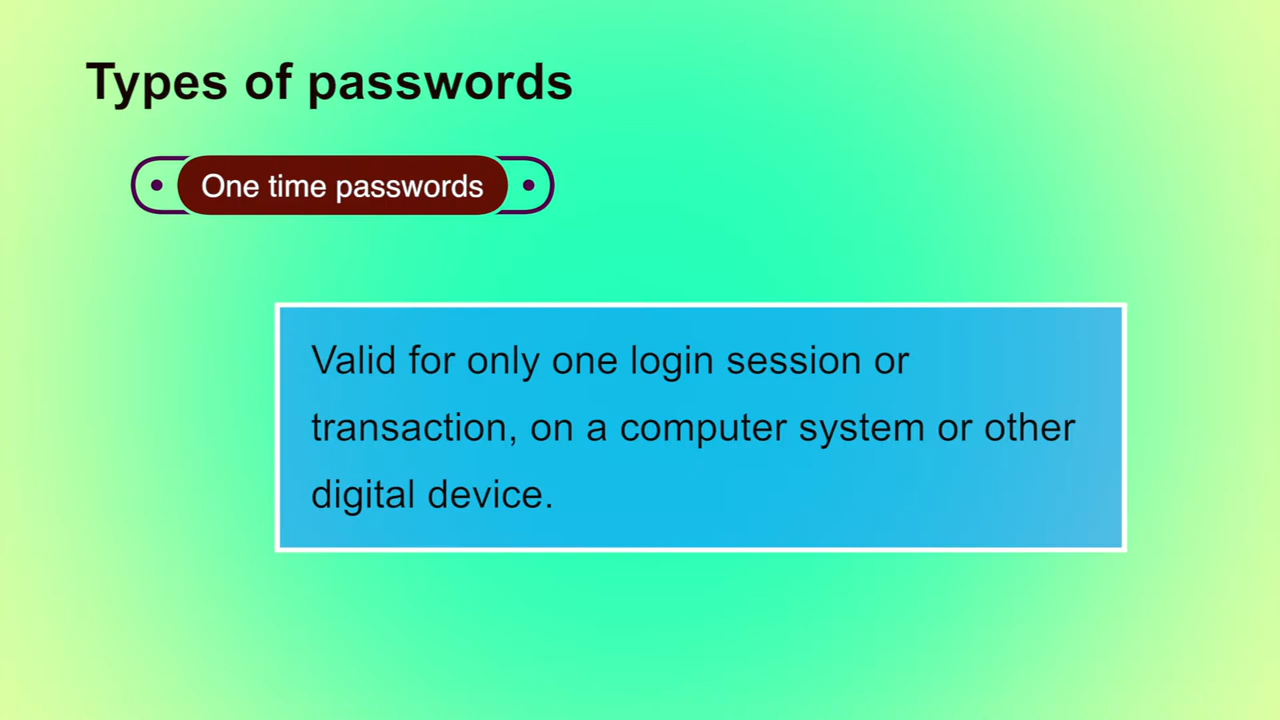 Types of passwords
One time passwords
Valid for only one login session or
transaction, on a computer system or other
digital device.